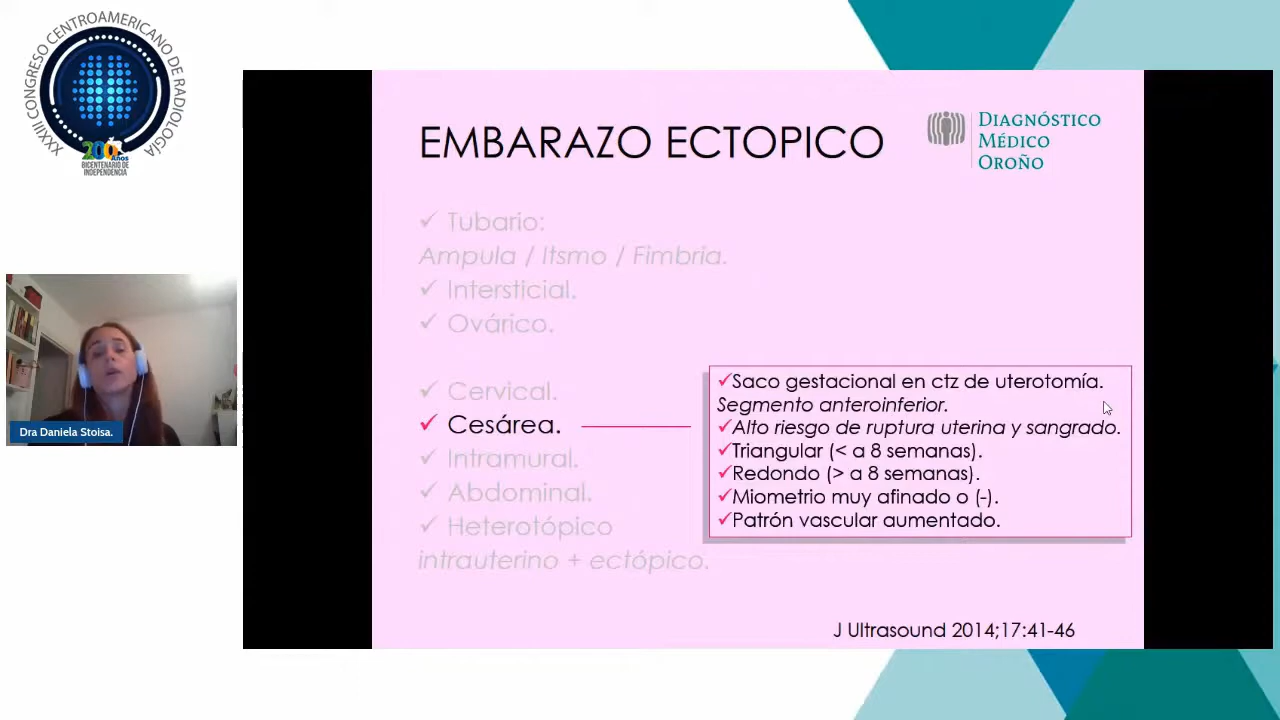 XXIII CONGRESO CENTROAMERICANO DE RADIOLOGÍA
200 Años
BICENTENARIO DE
INDEPENDENCIA
EMBARAZO ECTOPICO
DIAGNÓSTICO
MÉDICO
OROÑO
✓ Tubario:
Ampula / Itsmo / Fimbria.
✓ Intersticial.
✓ Ovárico.
✓ Cervical.
✓ Cesárea.
✓ Intramural.
✓ Abdominal.
✓ Heterotópico
intrauterino + ectópico.
✓Saco gestacional en ctz de uterotomía.
Segmento anteroinferior.
✓Alto riesgo de ruptura uterina y sangrado.
✓Triangular (< a 8 semanas).
✓Redondo (> a 8 semanas).
✓Miometrio muy afinado o (-).
✓Patrón vascular aumentado.
J Ultrasound 2014;17:41-46
Dra Daniela Stoisa.